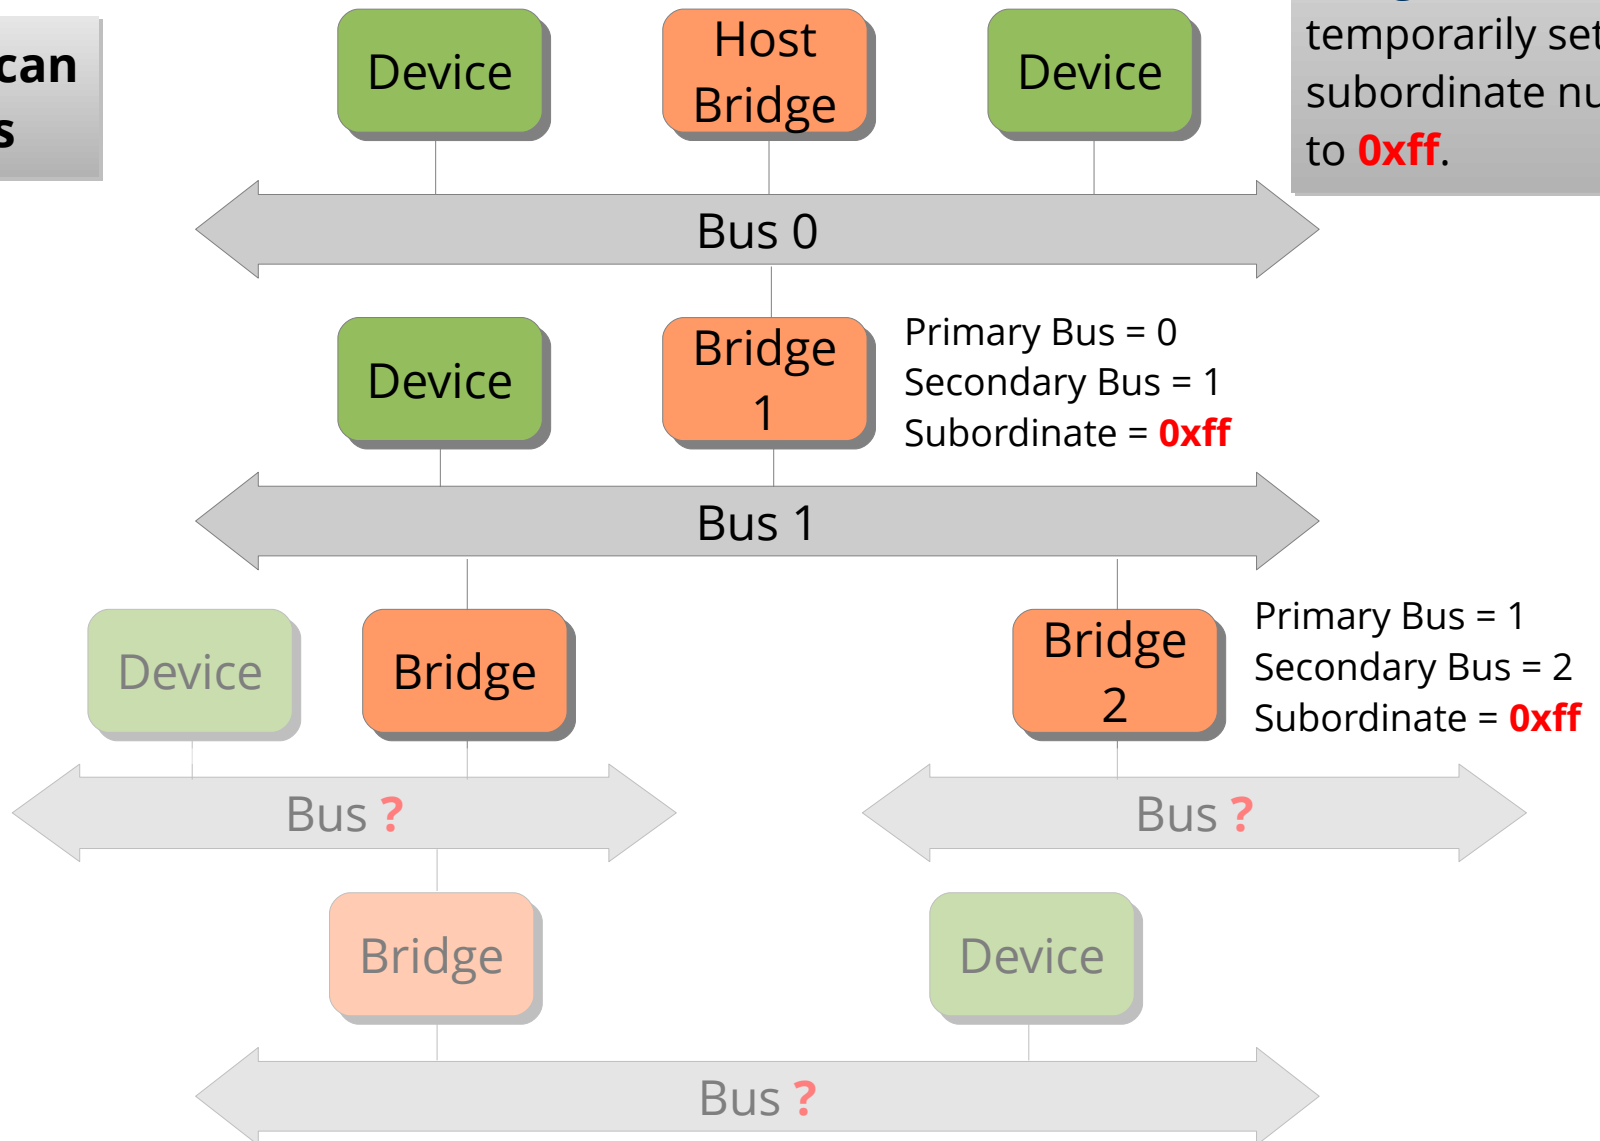 can
s
Device
Host
Bridge
Device
temporarily set
subordinate nu
to 0xff.
Bus 0
Device
Bridge
1
Primary Bus = 0
Secondary Bus = 1
Subordinate = 0xff
Bus 1
Device
Bridge
Bridge
2
Primary Bus = 1
Secondary Bus = 2
Subordinate = 0xff
Bus ?
Bus ?
Bridge
Device
Bus ?